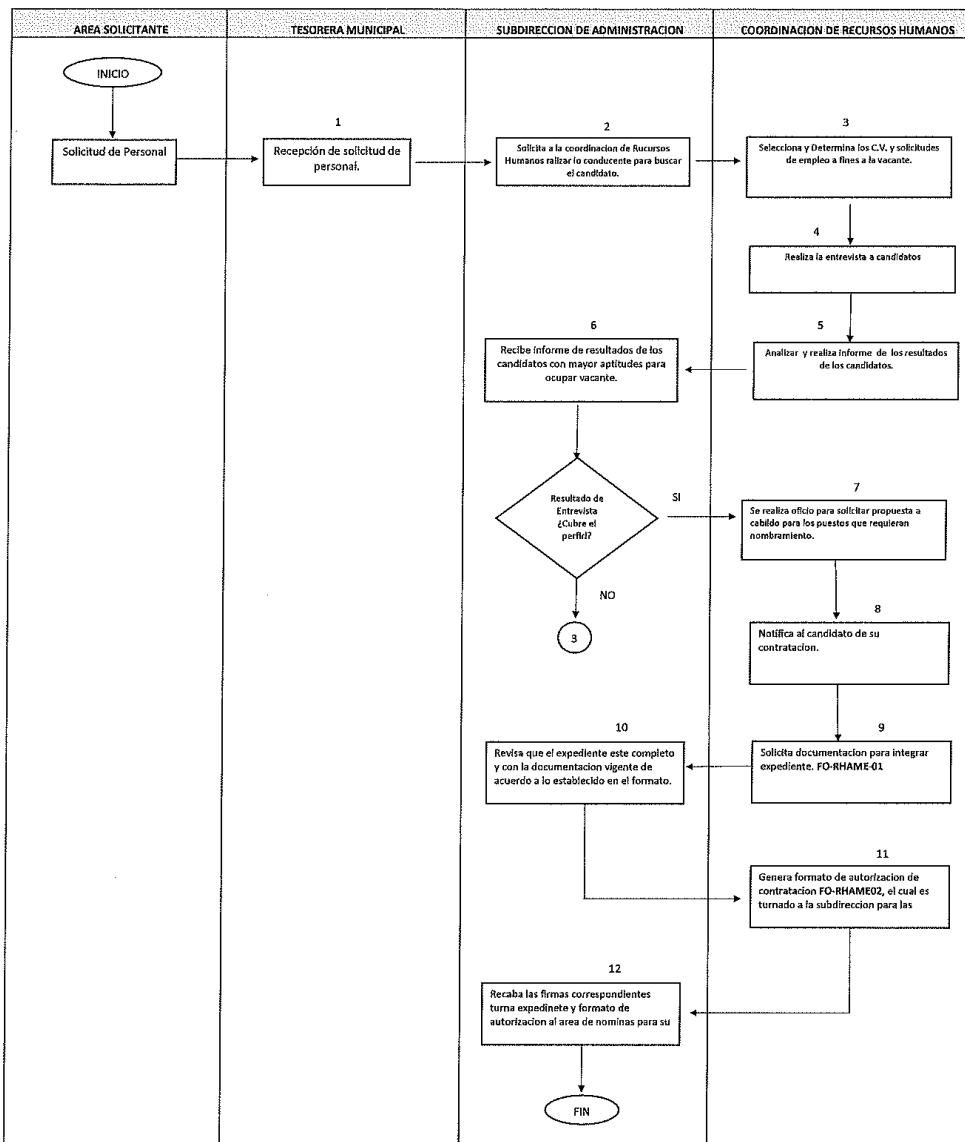 AREA SOLICITANTE
TESORERA MUNICIPAL
SUBDIRECCION DE ADMINISTRACION
COORDINACION DE RECURSOS HUMANOS
INICIO
Solicitud de Personal
1
Recepción de solicitud de
personal.
2
Solicita a la coordinacion de Rucursos
Humanos ralizar lo conducente para buscar
el candidato.
3
Selecciona y Determina los C.V. y solicitudes
de empleo a fines a la vacante.
4
Realiza la entrevista a candidatos
5
Analizar y realiza informe de los resultados
de los candidatos.
6
Recibe informe de resultados de los
candidatos con mayor aptitudes para
ocupar vacante.
Resultado de
Entrevista
¿Cubre el
perfil?
SI
NO
3
7
Se realiza oficio para solicitar propuesta a
cabildo para los puestos que requieran
nombramiento.
8
Notifica al candidato de su
contratacion.
9
Solicita documentacion para integrar
expediente. FO-RHAME-01
10
Revisa que el expediente este completo
y con la documentacion vigente de
acuerdo a lo establecido en el formato.
11
Genera formato de autorizacion de
contratacion FO-RHAME02, el cual es
turnado a la subdireccion para las
12
Recaba las firmas correspondientes
turna expedinete y formato de
autorizacion al area de nominas para su
FIN